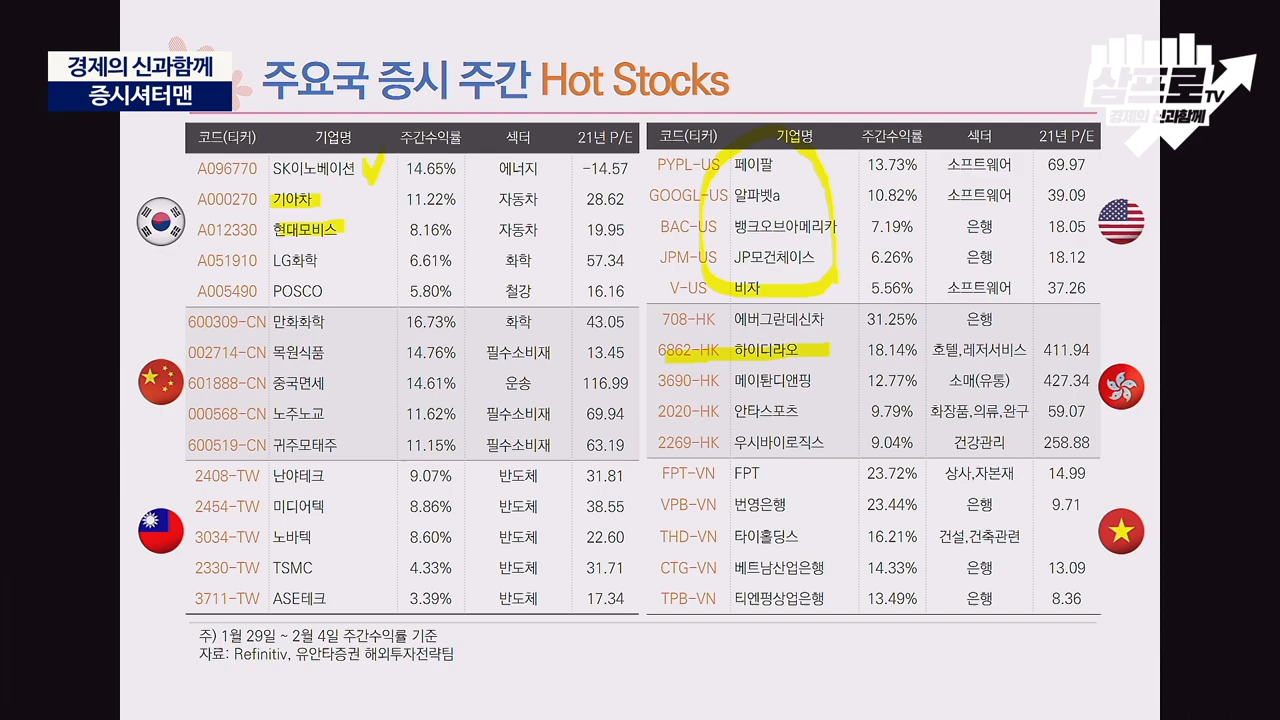 경제의 신과함께
증시셔터맨
주요국 증시 주간 Hot Stocks
삼프로TV
경제의 신과함께
코드(티커) 기업명 주간수익률 섹터 21년 P/E
A096770 SK이노베이션 14.65% 에너지 -14.57
A000270 기아차 11.22% 자동차 28.62
A012330 현대모비스 8.16% 자동차 19.95
A051910 LG화학 6.61% 화학 57.34
A005490 POSCO 5.80% 철강 16.16
600309-CN 만화화학 16.73% 화학 43.05
002714-CN 목원식품 14.76% 필수소비재 13.45
601888-CN 중국면세 14.61% 운송 116.99
000568-CN 노주노교 11.62% 필수소비재 69.94
600519-CN 귀주모태주 11.15% 필수소비재 63.19
2408-TW 난야테크 9.07% 반도체 31.81
2454-TW 미디어텍 8.86% 반도체 38.55
3034-TW 노바텍 8.60% 반도체 22.60
2330-TW TSMC 4.33% 반도체 31.71
3711-TW ASE테크 3.39% 반도체 17.34
코드(티커) 기업명 주간수익률 섹터 21년 P/E
PYPL-US 페이팔 13.73% 소프트웨어 69.97
GOOGL-US 알파벳a 10.82% 소프트웨어 39.09
BAC-US 뱅크오브아메리카 7.19% 은행 18.05
JPM-US JP모건체이스 6.26% 은행 18.12
V-US 비자 5.56% 소프트웨어 37.26
708-HK 에버그란데신차 31.25% 은행
6862-HK 하이디라오 18.14% 호텔,레저서비스 411.94
3690-HK 메이퇀디앤핑 12.77% 소매(유통) 427.34
2020-HK 안타스포츠 9.79% 화장품,의류,완구 59.07
2269-HK 우시바이로직스 9.04% 건강관리 258.88
FPT-VN FPT 23.72% 상사,자본재 14.99
VPB-VN 번영은행 23.44% 은행 9.71
THD-VN 타이홀딩스 16.21% 건설,건축관련
CTG-VN 베트남산업은행 14.33% 은행 13.09
TPB-VN 티엔펑상업은행 13.49% 은행 8.36
주) 1월 29일 ~ 2월 4일 주간수익률 기준
자료: Refinitiv, 유안타증권 해외투자전략팀